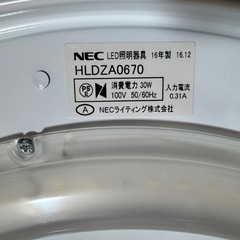 NEC LED照明器具 16年製 16.12
HLDZA0670
PS E 消費電力 30W 入力電流
100V 50/60Hz 0.31A
A NECライティング株式会社